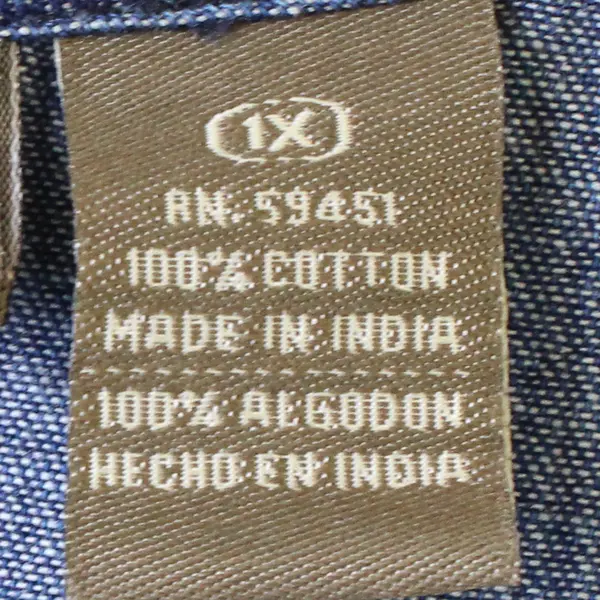 1X
RN. 59451
100% COTTON
MADE IN INDIA
100% ALGODON
HECHO EN INDIA